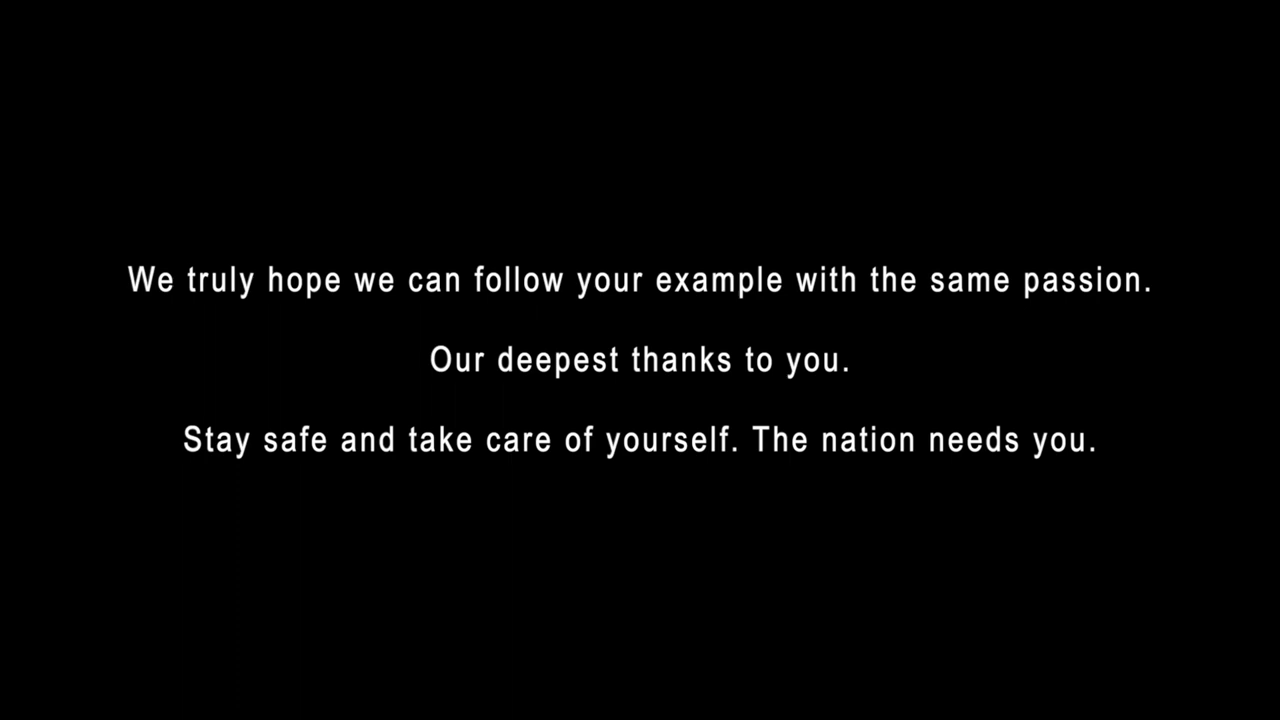 We truly hope we can follow your example with the same passion.
Our deepest thanks to you.
Stay safe and take care of yourself. The nation needs you.